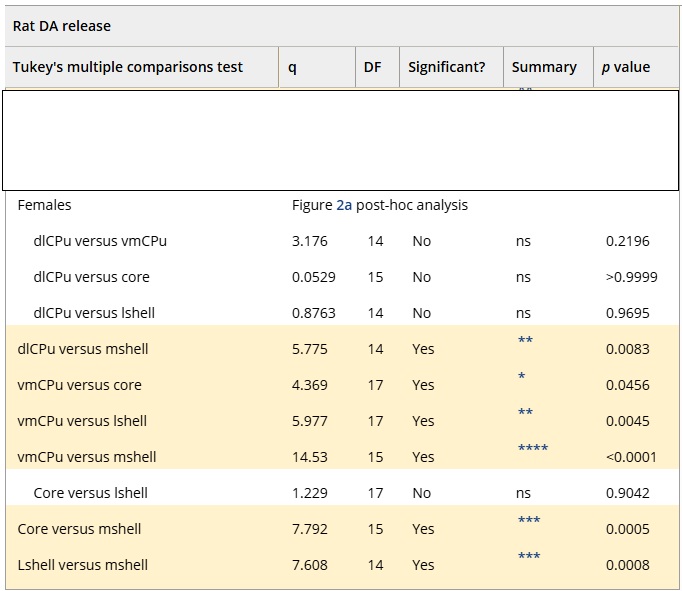 Rat DA release
Tukey's multiple comparisons test q DF Significant? Summary p value
Females Figure 2a post-hoc analysis
dlCPu versus vmCPu 3.176 14 No ns 0.2196
dlCPu versus core 0.0529 15 No ns >0.9999
dlCPu versus lshell 0.8763 14 No ns 0.9695
dlCPu versus mshell 5.775 14 Yes ** 0.0083
vmCPu versus core 4.369 17 Yes * 0.0456
vmCPu versus lshell 5.977 17 Yes ** 0.0045
vmCPu versus mshell 14.53 15 Yes **** <0.0001
Core versus lshell 1.229 17 No ns 0.9042
Core versus mshell 7.792 15 Yes *** 0.0005
Lshell versus mshell 7.608 14 Yes *** 0.0008